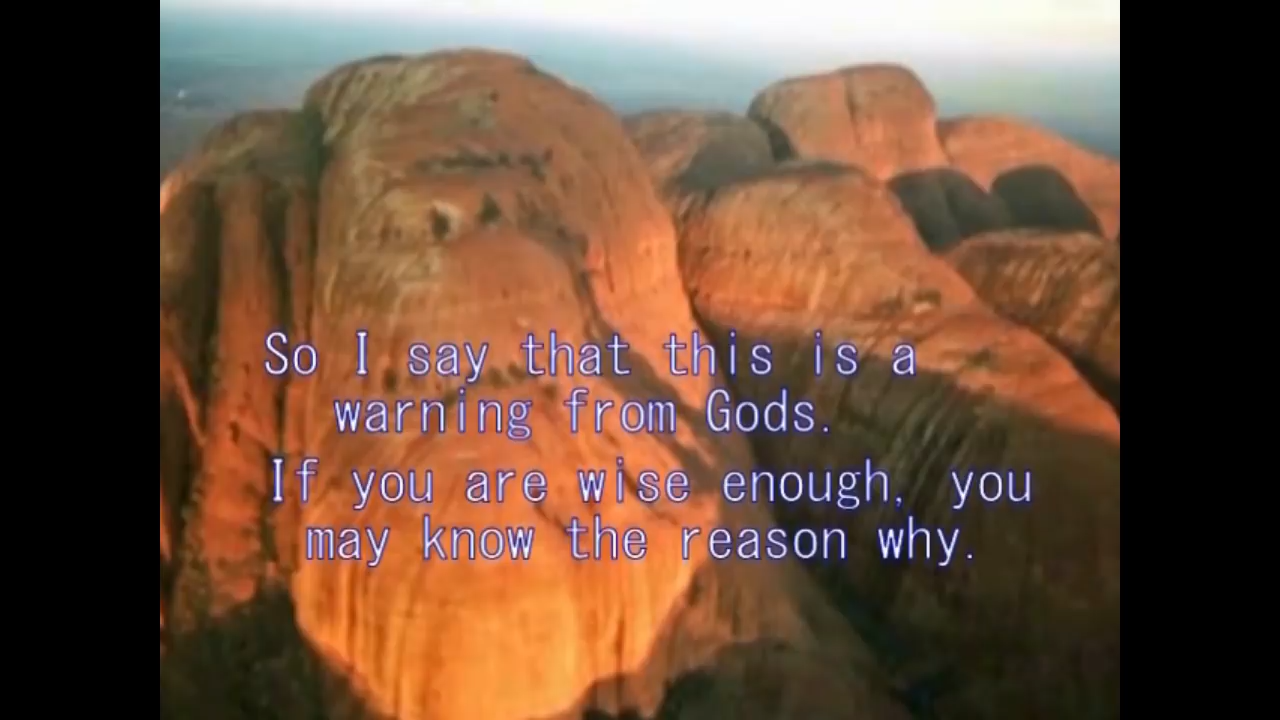 So I say that this is a
warning from Gods.
If you are wise enough, you
may know the reason why.